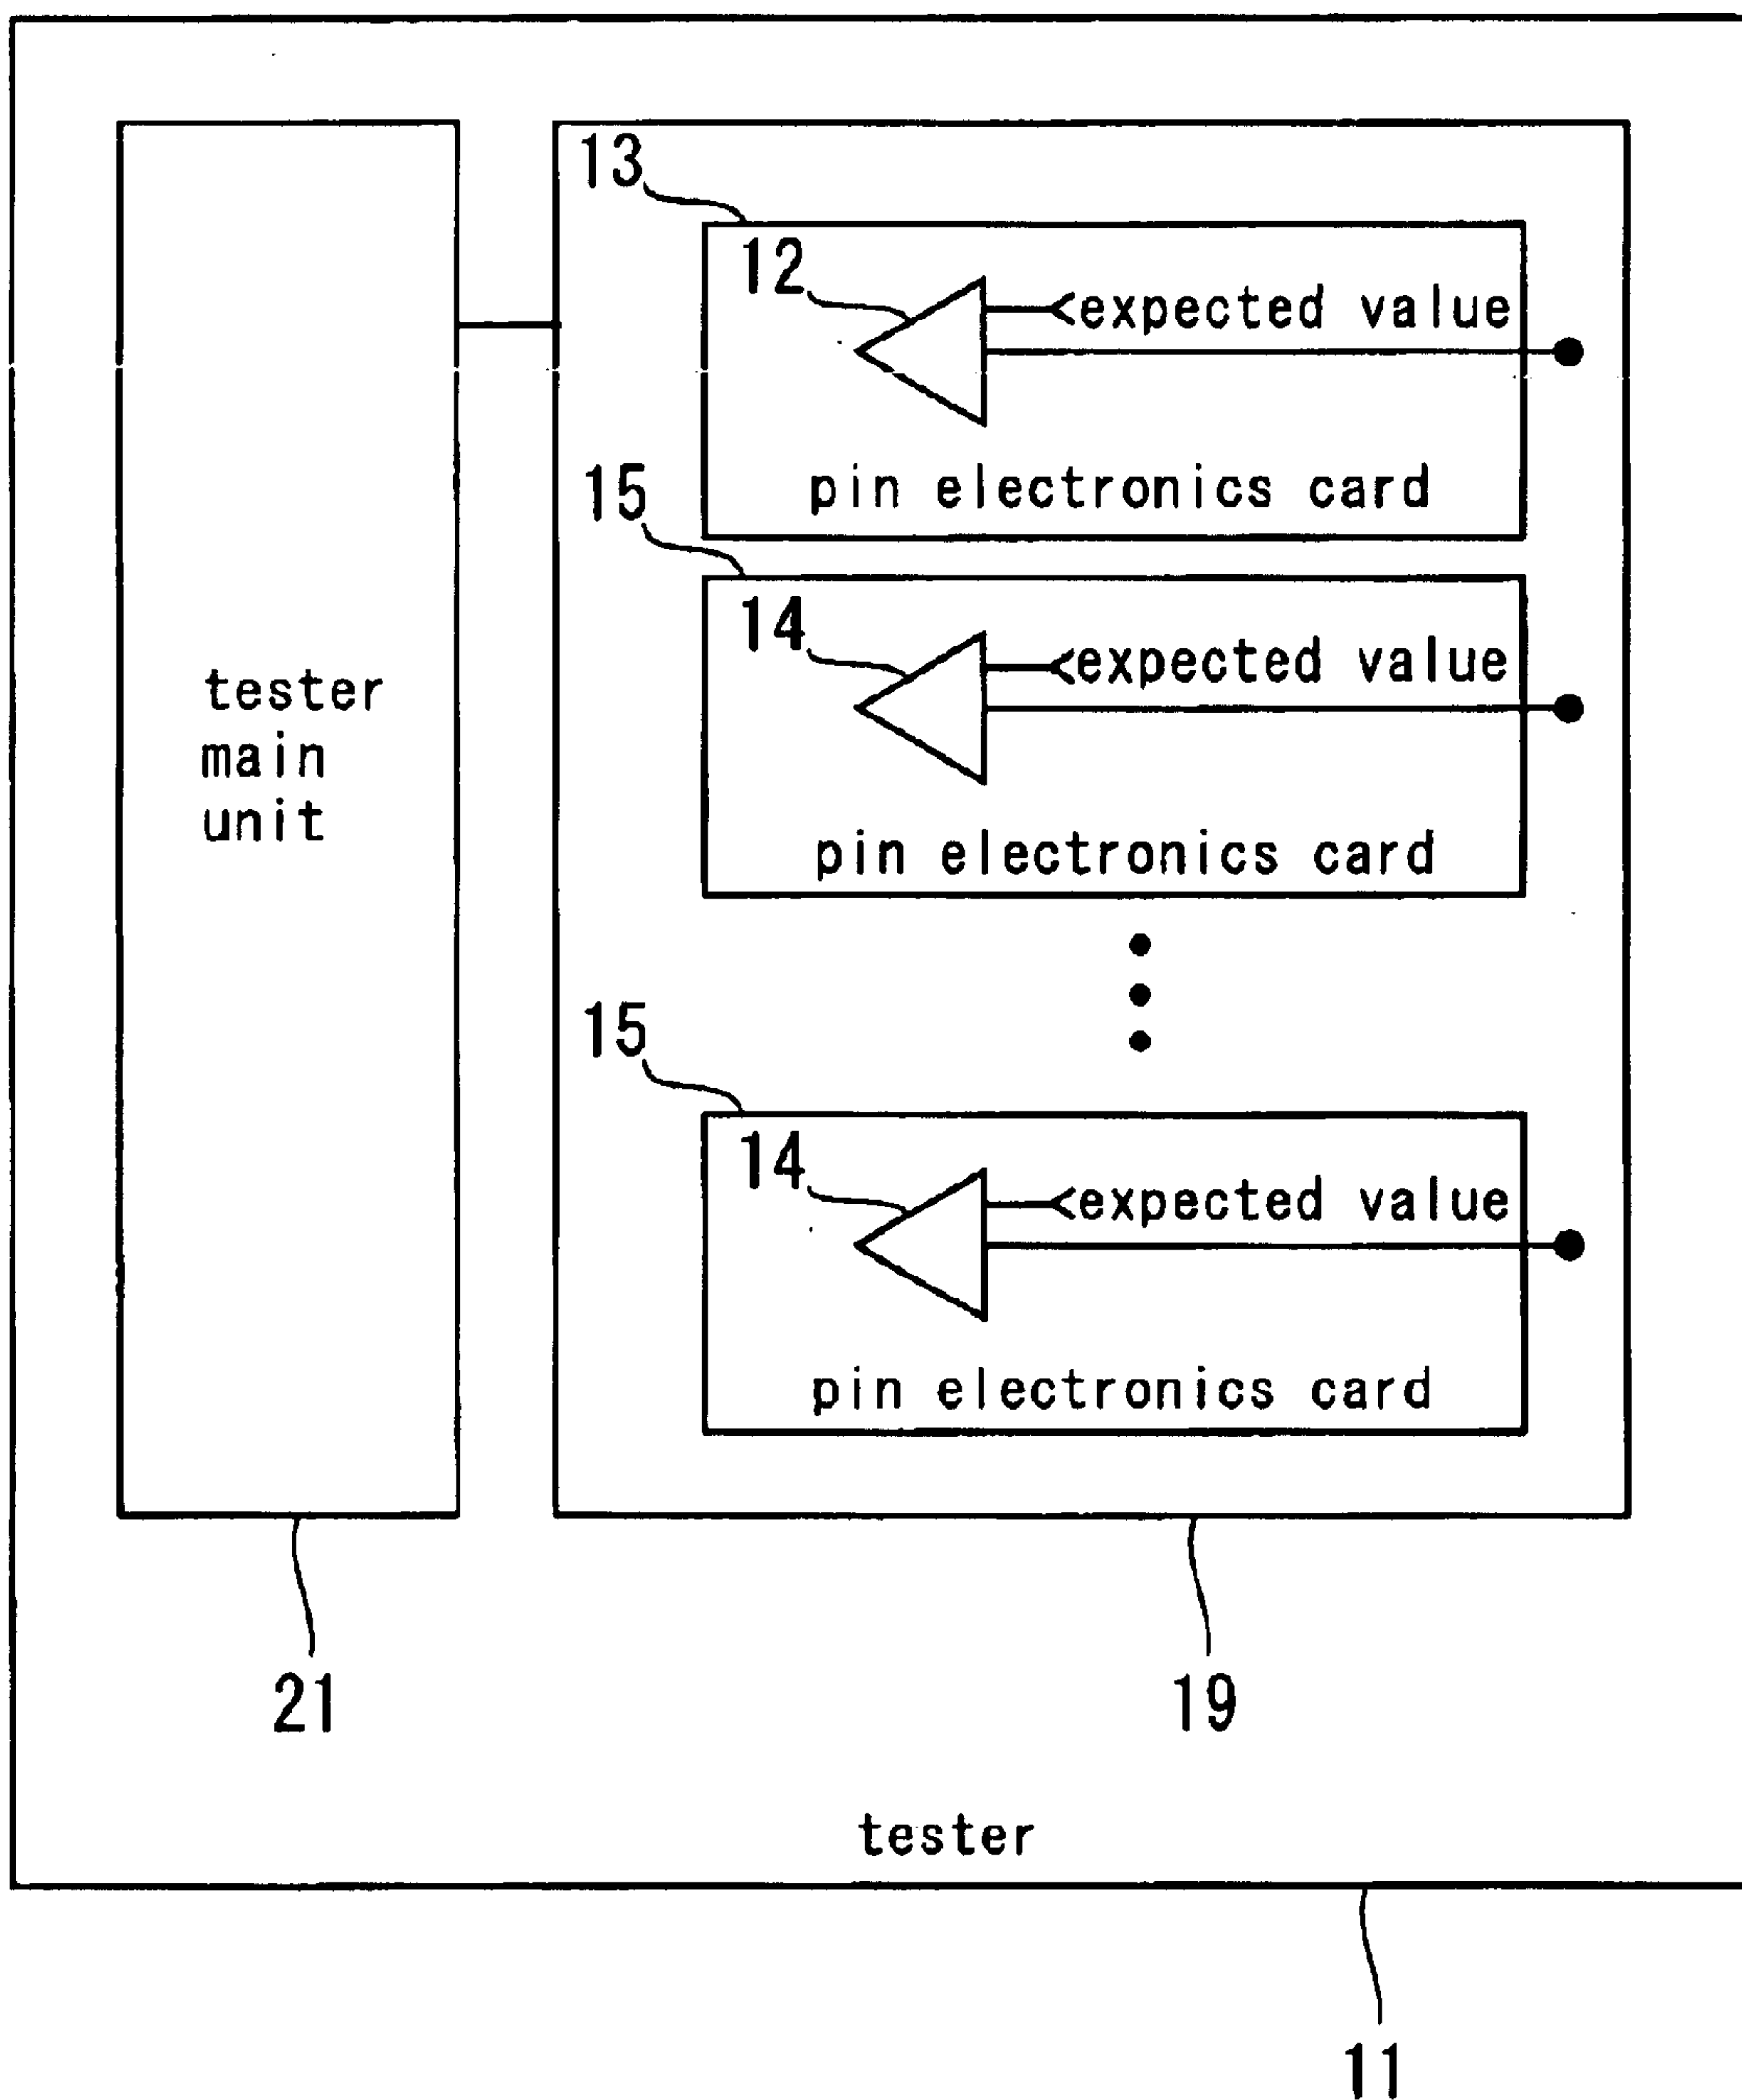 13
12
expected value
pin electronics card
15
14
expected value
pin electronics card
tester
main
unit
15
14
expected value
pin electronics card
21
19
tester
11